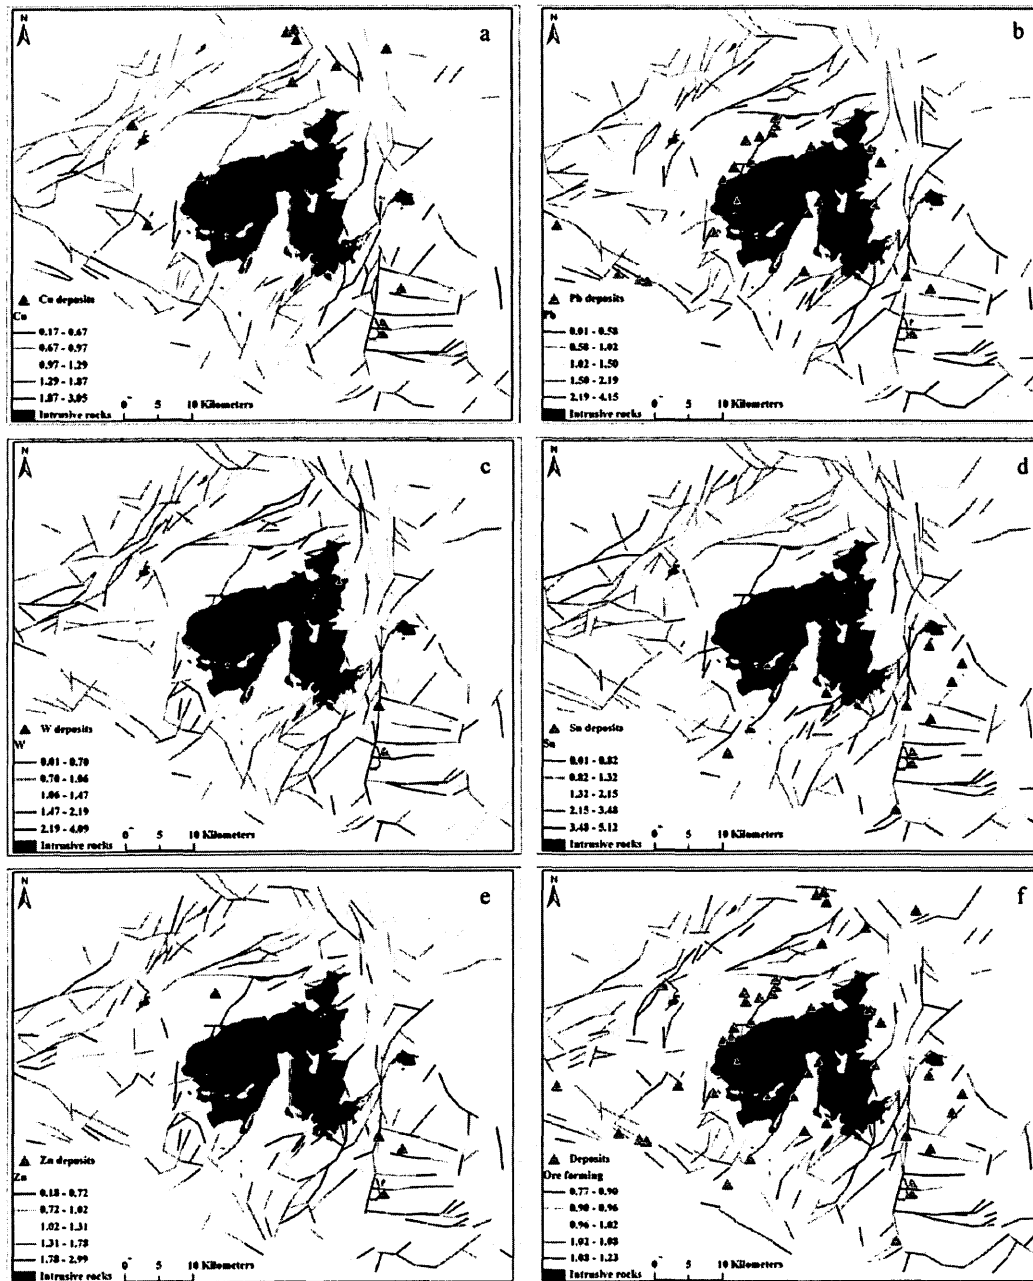 N
a
Cu deposits
Cu
0.17 - 0.67
0.67 - 0.97
0.97 - 1.29
1.29 - 1.87
1.87 - 3.05
Intrusive rocks
0 5 10 Kilometers
N
b
Pb deposits
Pb
0.01 - 0.58
0.58 - 1.02
1.02 - 1.50
1.50 - 2.19
2.19 - 4.15
Intrusive rocks
0 5 10 Kilometers
N
c
W deposits
W
0.01 - 0.70
0.70 - 1.06
1.06 - 1.47
1.47 - 2.19
2.19 - 4.09
Intrusive rocks
0 5 10 Kilometers
N
d
Sn deposits
Sn
0.01 - 0.82
0.82 - 1.32
1.32 - 2.15
2.15 - 3.48
3.48 - 5.12
Intrusive rocks
0 5 10 Kilometers
N
e
Zn deposits
Zn
0.18 - 0.72
0.72 - 1.02
1.02 - 1.31
1.31 - 1.78
1.78 - 2.99
Intrusive rocks
0 5 10 Kilometers
N
f
Deposits
Ore forming
0.77 - 0.90
0.90 - 0.96
0.96 - 1.02
1.02 - 1.08
1.08 - 1.23
Intrusive rocks
0 5 10 Kilometers